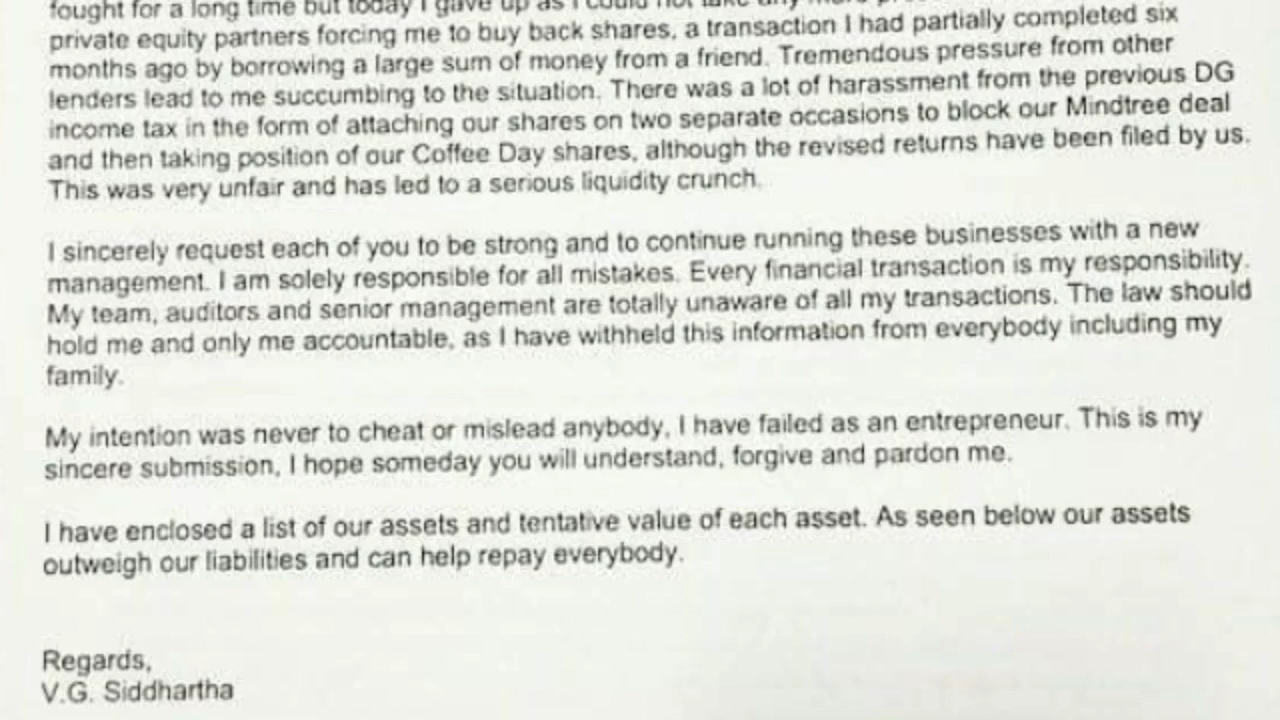 fought for a long time but today I gave up as I could not take any more
private equity partners forcing me to buy back shares, a transaction I had partially completed six
months ago by borrowing a large sum of money from a friend. Tremendous pressure from other
lenders lead to me succumbing to the situation. There was a lot of harassment from the previous DG
income tax in the form of attaching our shares on two separate occasions to block our Mindtree deal
and then taking position of our Coffee Day shares, although the revised returns have been filed by us.
This was very unfair and has led to a serious liquidity crunch.
I sincerely request each of you to be strong and to continue running these businesses with a new
management. I am solely responsible for all mistakes. Every financial transaction is my responsibility.
My team, auditors and senior management are totally unaware of all my transactions. The law should
hold me and only me accountable, as I have withheld this information from everybody including my
family.
My intention was never to cheat or mislead anybody, I have failed as an entrepreneur. This is my
sincere submission, I hope someday you will understand, forgive and pardon me.
I have enclosed a list of our assets and tentative value of each asset. As seen below our assets
outweigh our liabilities and can help repay everybody.
Regards,
V.G. Siddhartha